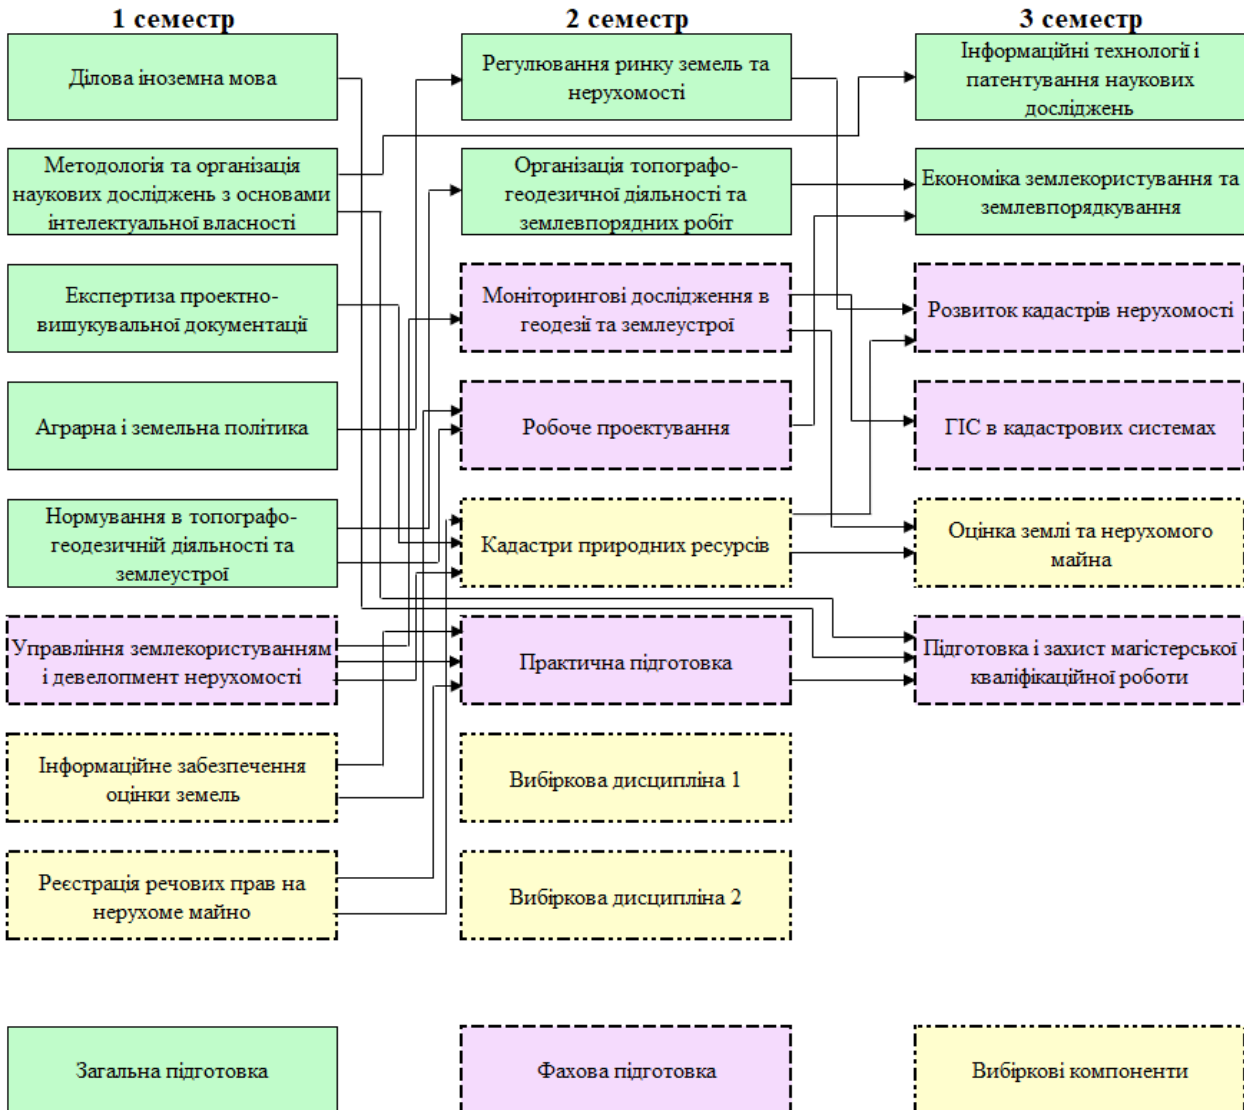 1 семестр
2 семестр
3 семестр
Ділова іноземна мова
Регулювання ринку земель та
нерухомості
Інформаційні технології і
патентування наукових
досліджень
Методологія та організація
наукових досліджень з основами
інтелектуальної власності
Організація топографо-
геодезичної діяльності та
землевпорядних робіт
Економіка землекористування та
землевпорядкування
Експертиза проектно-
вишукувальної документації
Моніторингові дослідження в
геодезії та землеустрої
Розвиток кадастрів нерухомості
Аграрна і земельна політика
Робоче проектування
ГІС в кадастрових системах
Нормування в топографо-
геодезичній діяльності та
землеустрої
Кадастри природних ресурсів
Оцінка землі та нерухомого
майна
Управління землекористуванням
і девелопмент нерухомості
Практична підготовка
Підготовка і захист магістерської
кваліфікаційної роботи
Інформаційне забезпечення
оцінки земель
Вибіркова дисципліна 1
Реєстрація речових прав на
нерухоме майно
Вибіркова дисципліна 2
Загальна підготовка
Фахова підготовка
Вибіркові компоненти